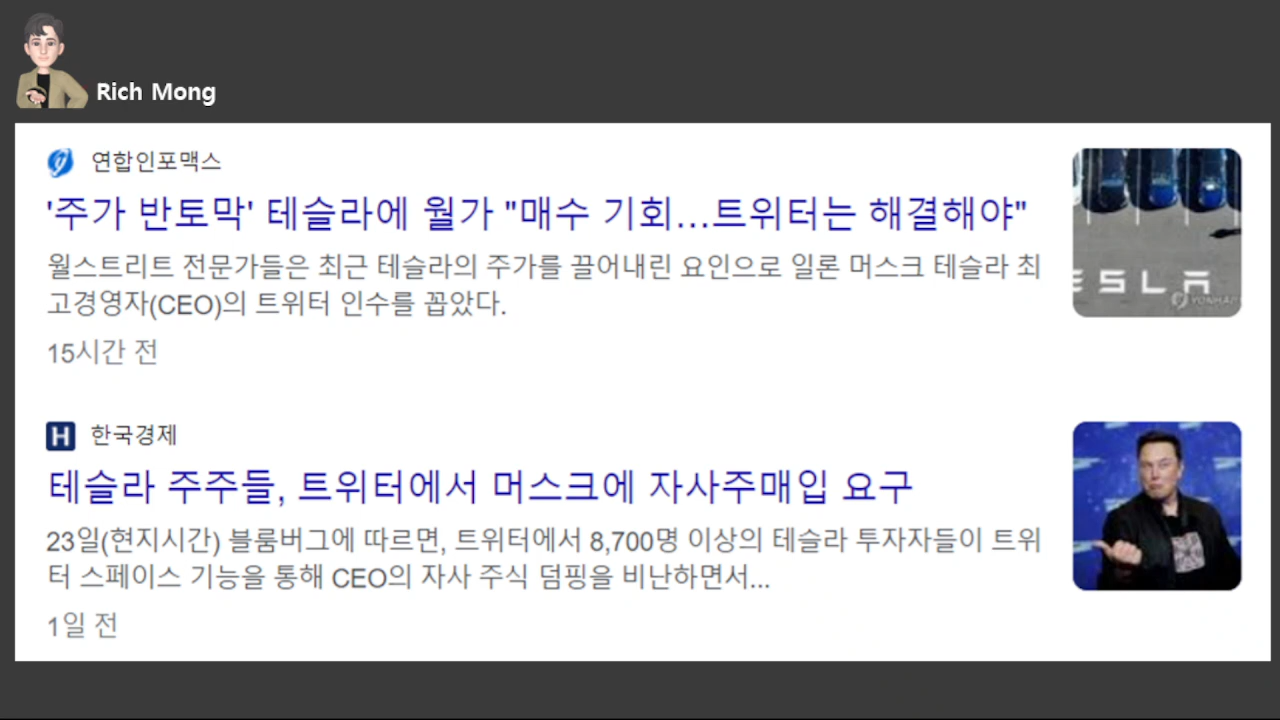 Rich Mong
연합인포맥스
'주가 반토막' 테슬라에 월가 "매수 기회…트위터는 해결해야"
월스트리트 전문가들은 최근 테슬라의 주가를 끌어내린 요인으로 일론 머스크 테슬라 최
고경영자(CEO)의 트위터 인수를 꼽았다.
15시간 전
ESLA
YONHAP
H 한국경제
테슬라 주주들, 트위터에서 머스크에 자사주매입 요구
23일(현지시간) 블룸버그에 따르면, 트위터에서 8,700명 이상의 테슬라 투자자들이 트위
터 스페이스 기능을 통해 CEO의 자사 주식 덤핑을 비난하면서...
1일 전